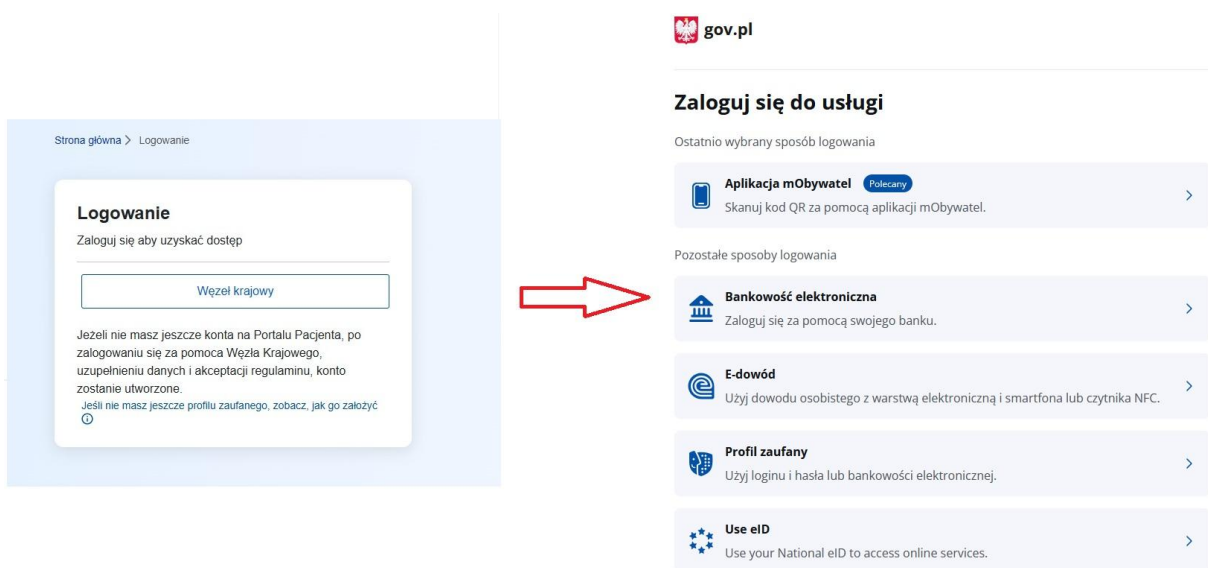 Strona główna > Logowanie
Logowanie
Zaloguj się aby uzyskać dostęp
Węzeł krajowy
Jeżeli nie masz jeszcze konta na Portalu Pacjenta, po
zalogowaniu się za pomoca Węzła Krajowego,
uzupełnieniu danych i akceptacji regulaminu, konto
zostanie utworzone.
Jeśli nie masz jeszcze profilu zaufanego, zobacz, jak go założyć
gov.pl
Zaloguj się do usługi
Ostatnio wybrany sposób logowania
Aplikacja mObywatel Polecany
Skanuj kod QR za pomocą aplikacji mObywatel.
Pozostałe sposoby logowania
Bankowość elektroniczna
Zaloguj się za pomocą swojego banku.
E-dowód
Użyj dowodu osobistego z warstwą elektroniczną i smartfona lub czytnika NFC.
Profil zaufany
Użyj loginu i hasła lub bankowości elektronicznej.
Use eID
Use your National eID to access online services.